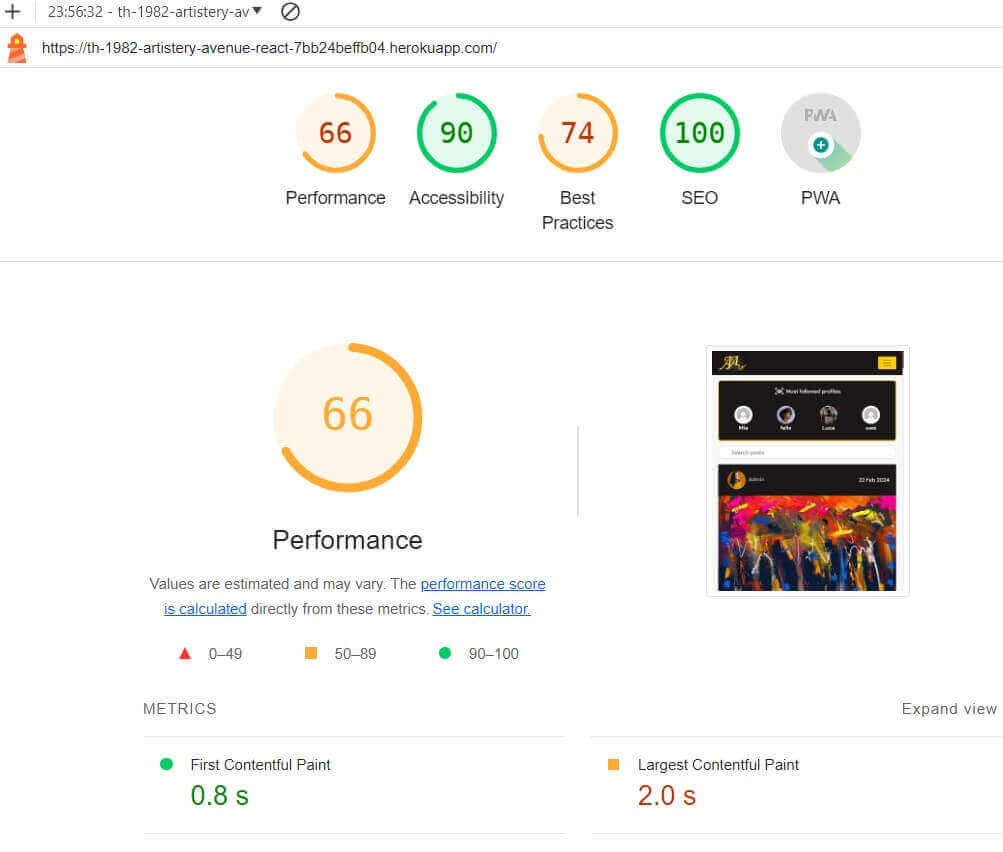 23:56:32 - th-1982-artistery-av
https://th-1982-artistery-avenue-react-7bb24beffb04.herokuapp.com/
66 90 74 100 PWA
Performance Accessibility Best Practices SEO PWA
66
Performance
Values are estimated and may vary. The performance score
is calculated directly from these metrics. See calculator.
0–49 50–89 90–100
Most followed profiles
Mia felix Luca
Search posts
Admin 22 Feb 2024
METRICS Expand view
First Contentful Paint Largest Contentful Paint
0.8 s 2.0 s